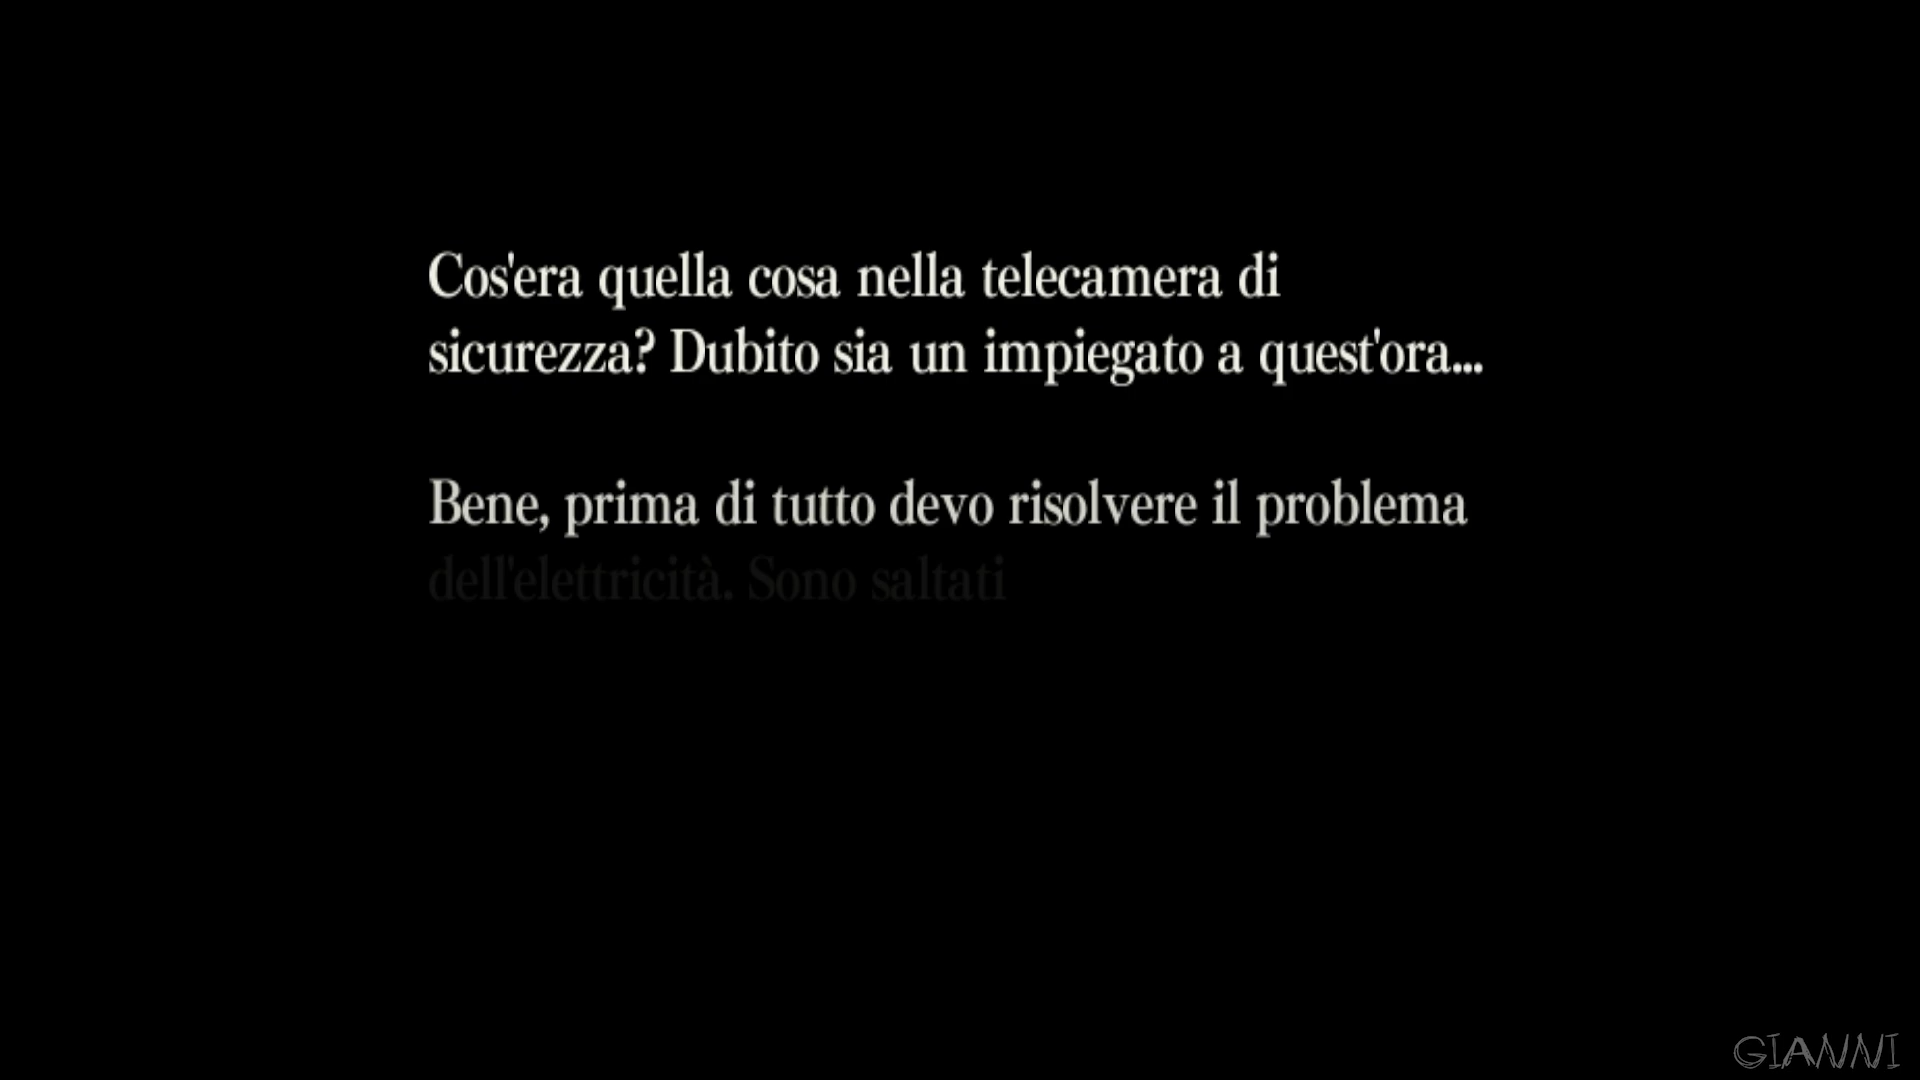 Cos'era quella cosa nella telecamera di
sicurezza? Dubito sia un impiegato a quest'ora...
Bene, prima di tutto devo risolvere il problema
dell'elettricità. Sono saltati
GIANNI